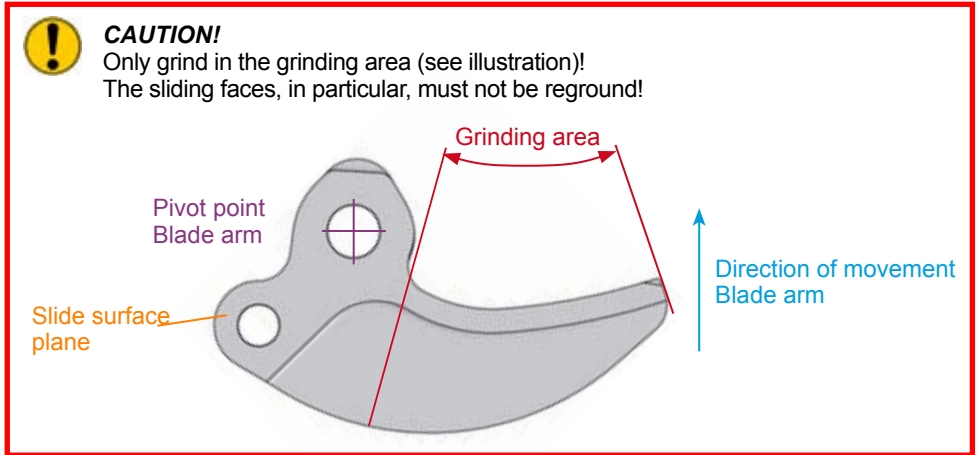 CAUTION!
Only grind in the grinding area (see illustration)!
The sliding faces, in particular, must not be reground!
Grinding area
Pivot point
Blade arm
Direction of movement
Blade arm
Slide surface
plane